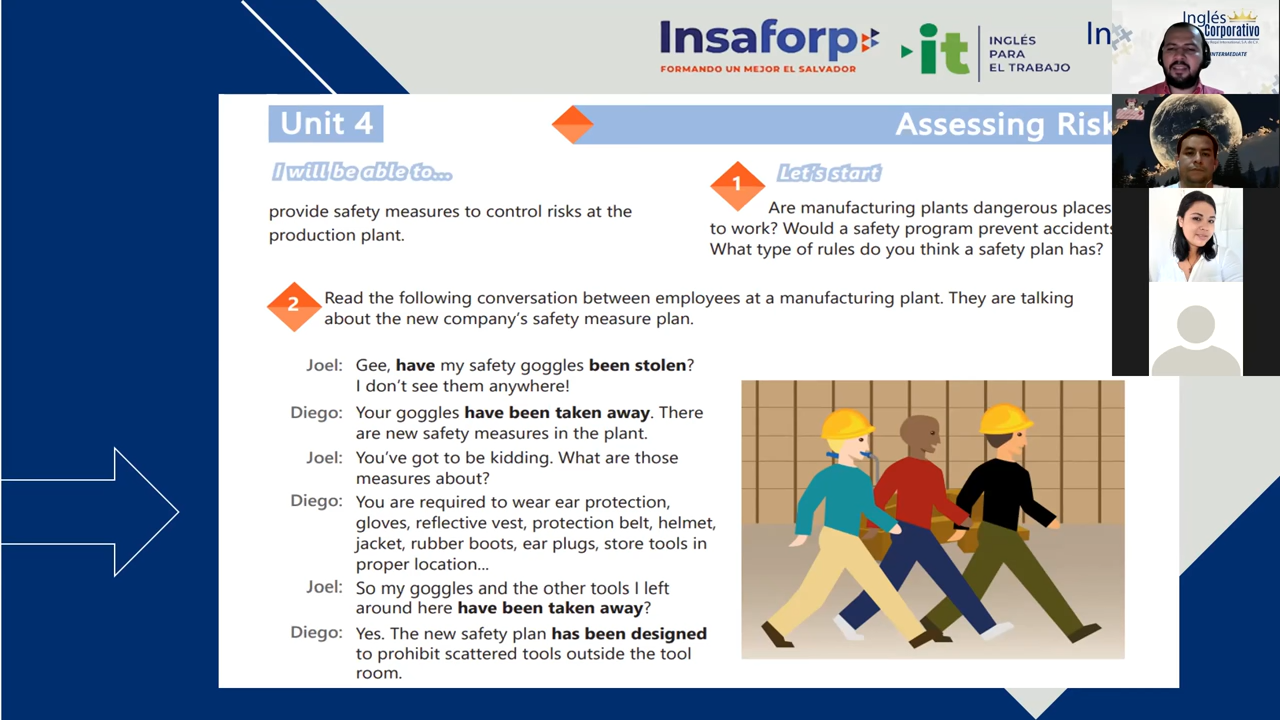 Insaforp
FORMANDO UN MEJOR EL SALVADOR
it
INGLÉS
PARA
EL TRABAJO
In
Inglés
Corporativo
INTERMEDIATE
Unit 4
Assessing Risk
I will be able to...
provide safety measures to control risks at the
production plant.
1
Let's start
Are manufacturing plants dangerous places
to work? Would a safety program prevent accidents
What type of rules do you think a safety plan has?
2
Read the following conversation between employees at a manufacturing plant. They are talking
about the new company's safety measure plan.
Joel: Gee, have my safety goggles been stolen?
I don't see them anywhere!
Diego: Your goggles have been taken away. There
are new safety measures in the plant.
Joel: You've got to be kidding. What are those
measures about?
Diego: You are required to wear ear protection,
gloves, reflective vest, protection belt, helmet,
jacket, rubber boots, ear plugs, store tools in
proper location...
Joel: So my goggles and the other tools I left
around here have been taken away?
Diego: Yes. The new safety plan has been designed
to prohibit scattered tools outside the tool
room.